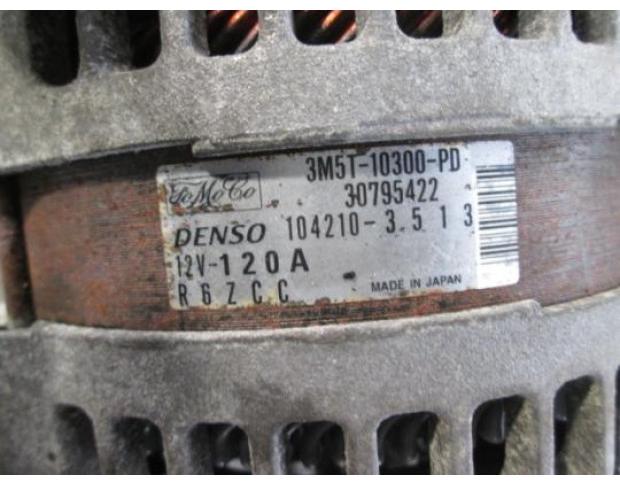 3M5T-10300-PD
FoMoCo
30795422
DENSO 104210-3513
12V-120A
R6ZCC
MADE IN JAPAN